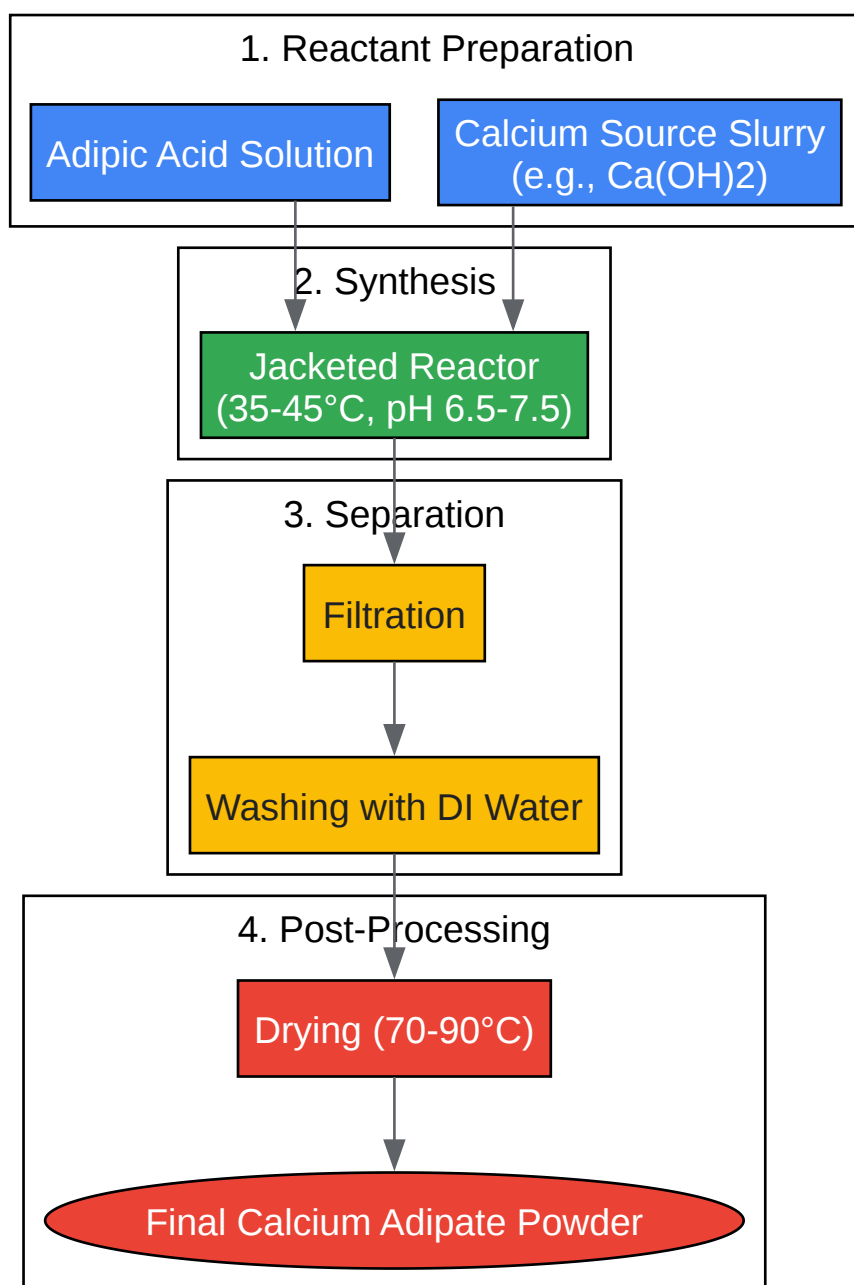 1. Reactant Preparation
Adipic Acid Solution
Calcium Source Slurry
(e.g., Ca(OH)2)
2. Synthesis
Jacketed Reactor
(35-45°C, pH 6.5-7.5)
3. Separation
Filtration
Washing with DI Water
4. Post-Processing
Drying (70-90°C)
Final Calcium Adipate Powder